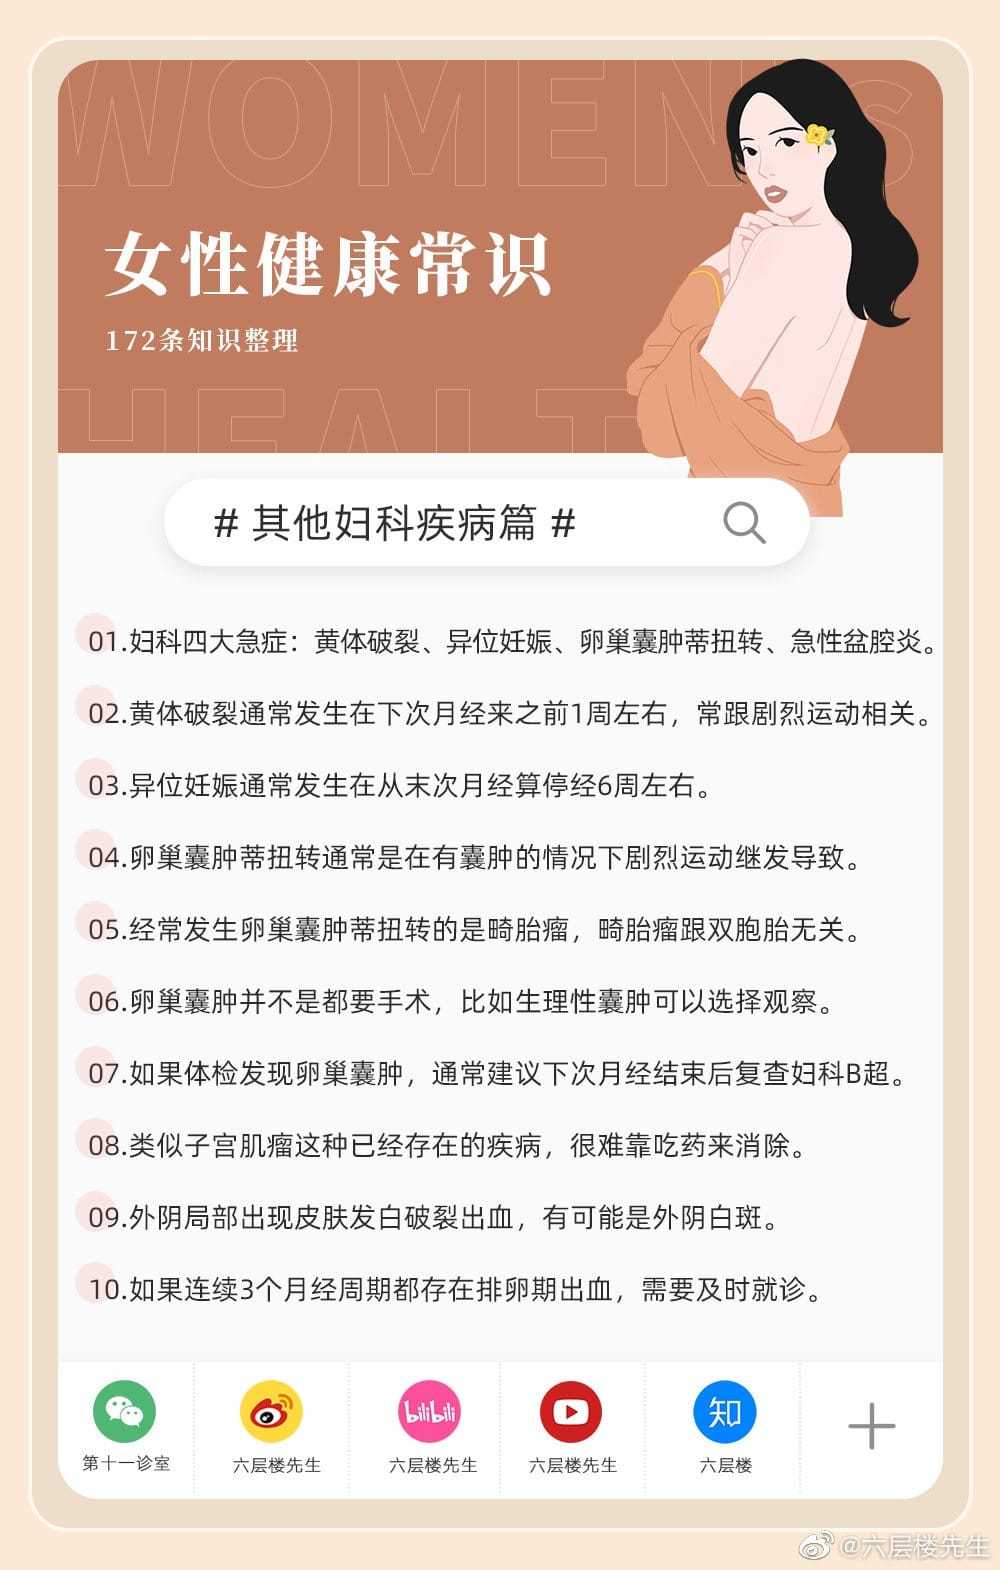 WOMEN's
女性健康常识
172条知识整理
HEALT
# 其他妇科疾病篇 #
01.妇科四大急症：黄体破裂、异位妊娠、卵巢囊肿蒂扭转、急性盆腔炎。
02.黄体破裂通常发生在下次月经来之前1周左右，常跟剧烈运动相关。
03.异位妊娠通常发生在从末次月经算停经6周左右。
04.卵巢囊肿蒂扭转通常是在有囊肿的情况下剧烈运动继发导致。
05.经常发生卵巢囊肿蒂扭转的是畸胎瘤，畸胎瘤跟双胞胎无关。
06.卵巢囊肿并不是都要手术，比如生理性囊肿可以选择观察。
07.如果体检发现卵巢囊肿，通常建议下次月经结束后复查妇科B超。
08.类似子宫肌瘤这种已经存在的疾病，很难靠吃药来消除。
09.外阴局部出现皮肤发白破裂出血，有可能是外阴白斑。
10.如果连续3个月经周期都存在排卵期出血，需要及时就诊。
bilibili
知
第十一诊室
六层楼先生
六层楼先生
六层楼先生
六层楼
@六层楼先生